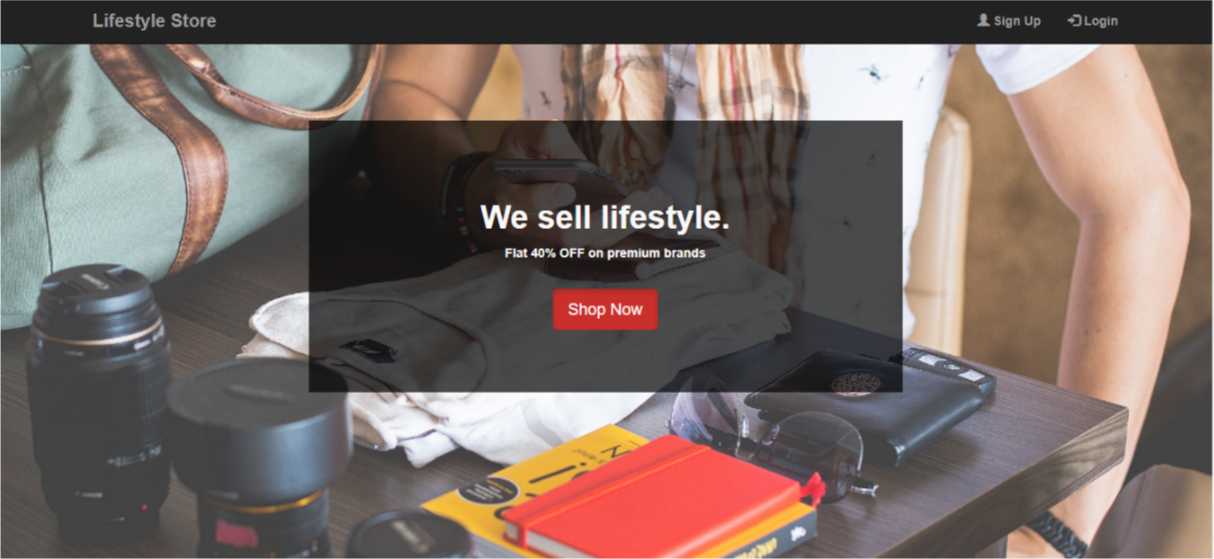 Lifestyle Store
Sign Up
Login
We sell lifestyle.
Flat 40% OFF on premium brands
Shop Now